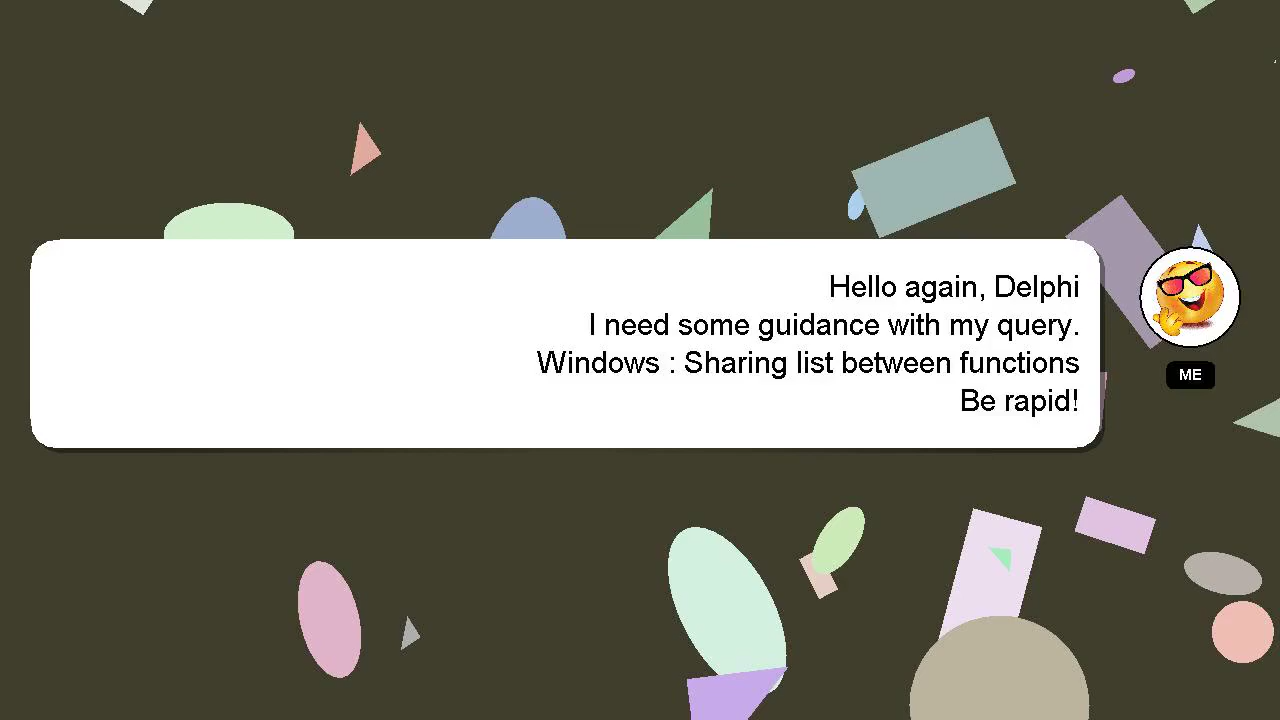 Hello again, Delphi
I need some guidance with my query.
Windows : Sharing list between functions
Be rapid!
ME